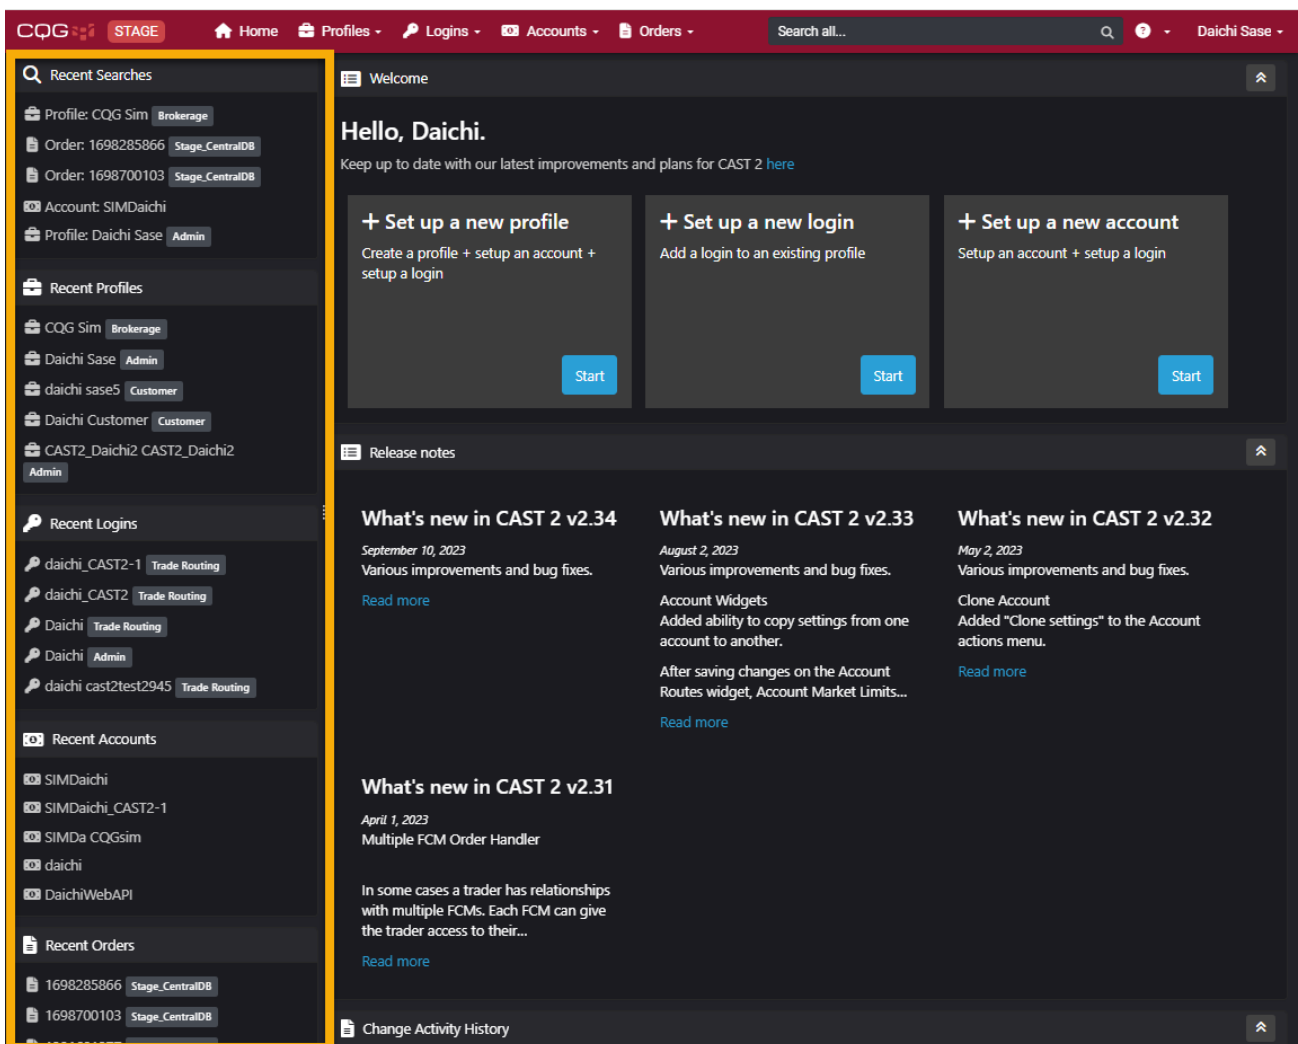 CQG STAGE Home Profiles Logins Accounts Orders Search all... ? Daichi Sase
Recent Searches
Profile: CQG Sim Brokerage
Order: 1698285866 Stage_CentralDB
Order: 1698700103 Stage_CentralDB
Account: SIMDaichi
Profile: Daichi Sase Admin
Recent Profiles
CQG Sim Brokerage
Daichi Sase Admin
daichi sase5 Customer
Daichi Customer Customer
CAST2_Daichi2 CAST2_Daichi2
Admin
Recent Logins
daichi_CAST2-1 Trade Routing
daichi_CAST2 Trade Routing
Daichi Trade Routing
Daichi Admin
daichi cast2test2945 Trade Routing
Recent Accounts
SIMDaichi
SIMDaichi_CAST2-1
SIMDa CQGsim
daichi
DaichiWebAPI
Recent Orders
1698285866 Stage_CentralDB
1698700103 Stage_CentralDB
Welcome
Hello, Daichi.
Keep up to date with our latest improvements and plans for CAST 2 here
+ Set up a new profile
Create a profile + setup an account +
setup a login
Start
+ Set up a new login
Add a login to an existing profile
Start
+ Set up a new account
Setup an account + setup a login
Start
Release notes
What's new in CAST 2 v2.34
September 10, 2023
Various improvements and bug fixes.
Read more
What's new in CAST 2 v2.33
August 2, 2023
Various improvements and bug fixes.
Account Widgets
Added ability to copy settings from one
account to another.
After saving changes on the Account
Routes widget, Account Market Limits...
Read more
What's new in CAST 2 v2.32
May 2, 2023
Various improvements and bug fixes.
Clone Account
Added "Clone settings" to the Account
actions menu.
Read more
What's new in CAST 2 v2.31
April 1, 2023
Multiple FCM Order Handler
In some cases a trader has relationships
with multiple FCMs. Each FCM can give
the trader access to their...
Read more
Change Activity History